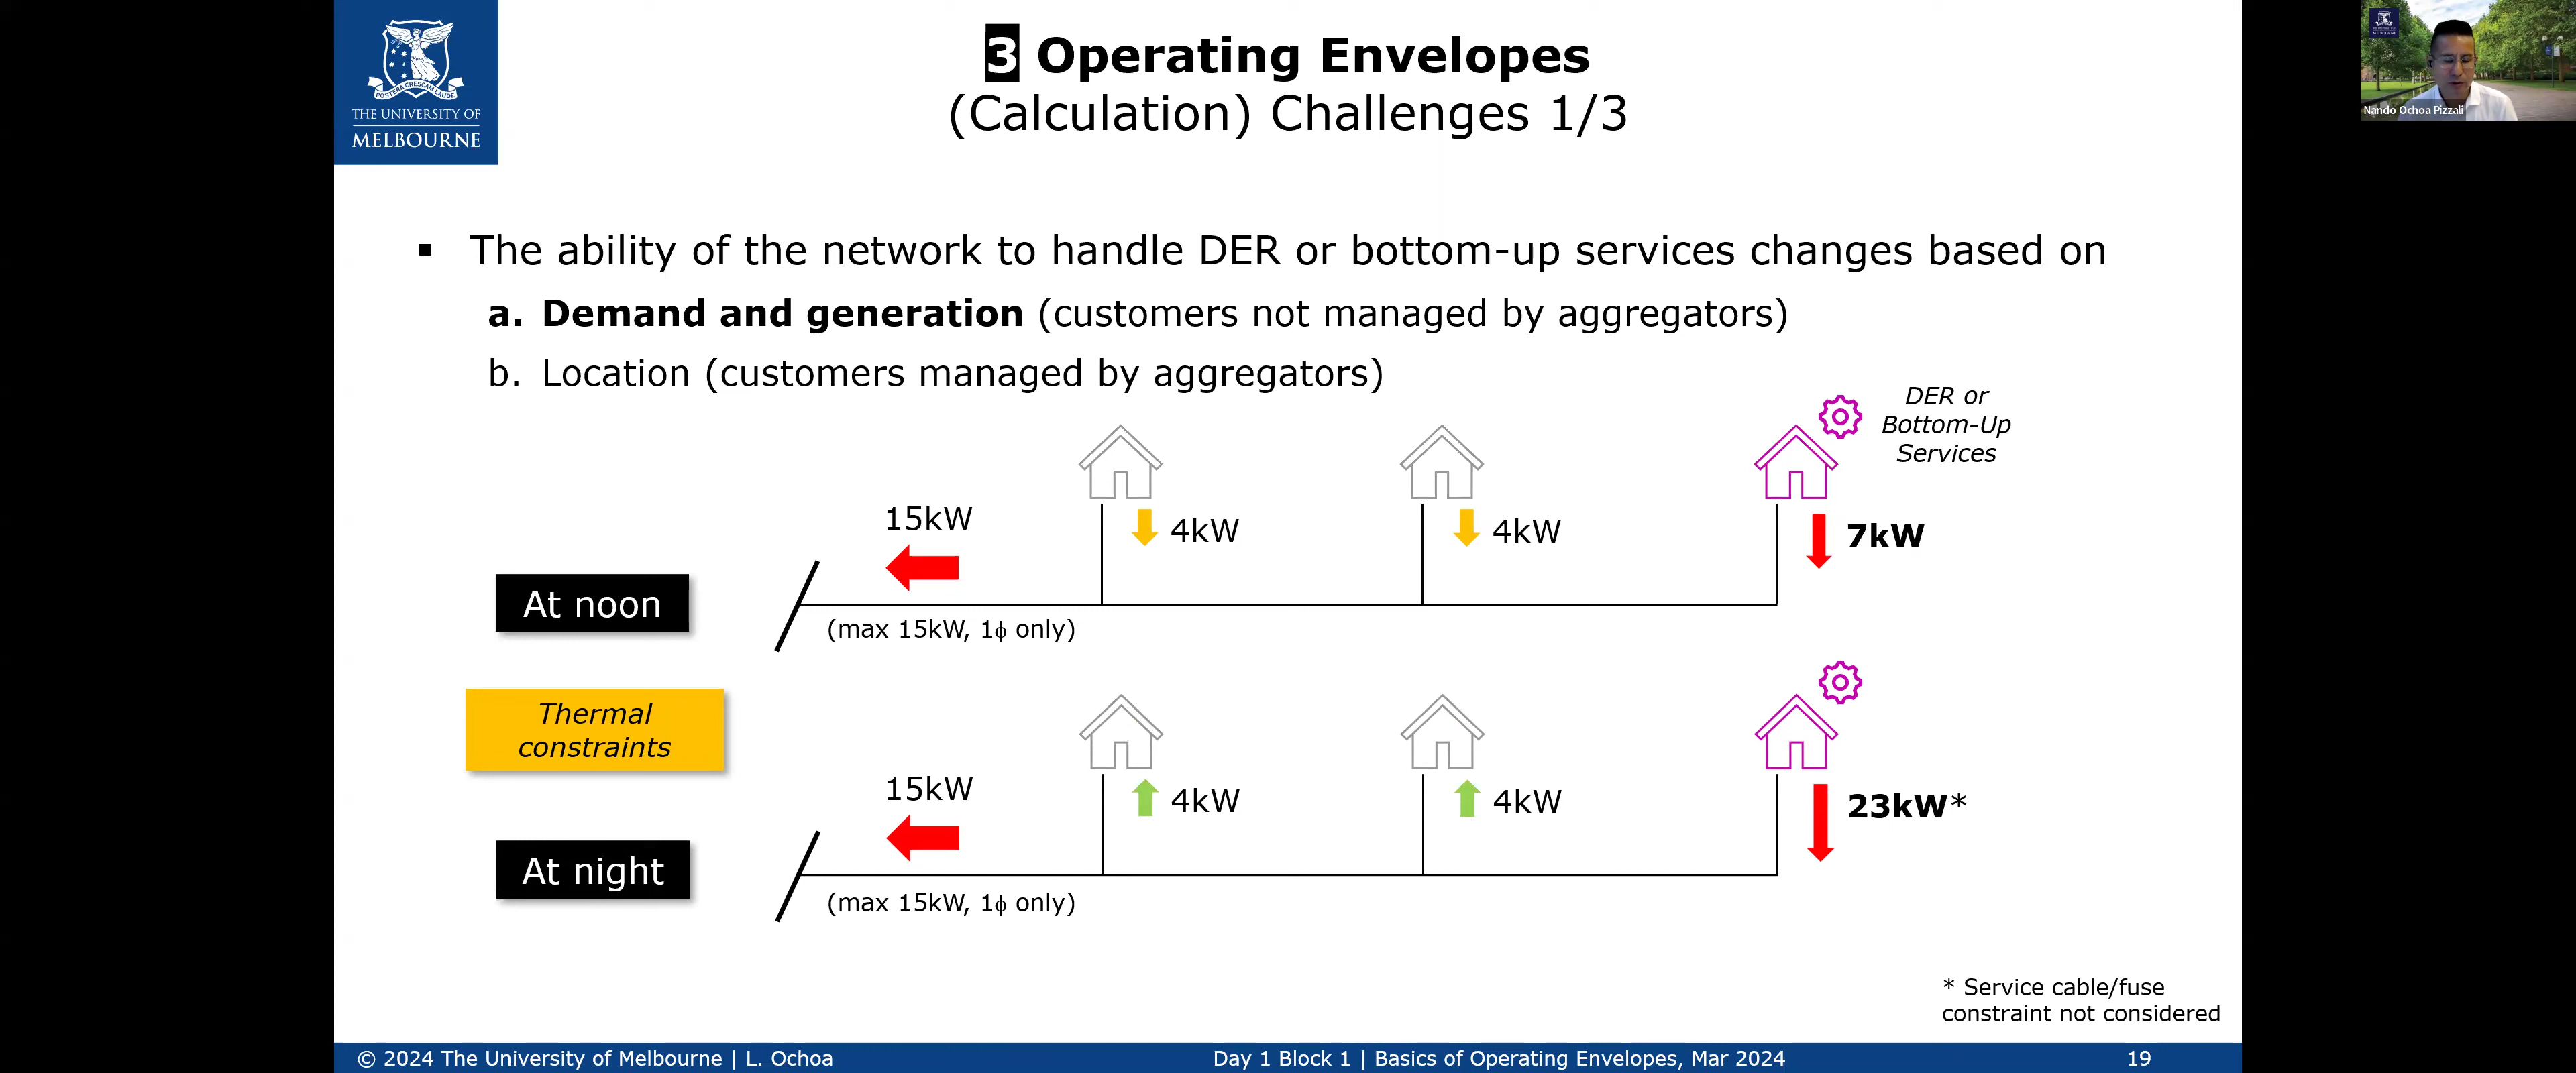 3 Operating Envelopes
(Calculation) Challenges 1/3
POSTERA CRESCAM LAUDE
THE UNIVERSITY OF
MELBOURNE
Nando Ochoa Pizzali
▪ The ability of the network to handle DER or bottom-up services changes based on
a. Demand and generation (customers not managed by aggregators)
b. Location (customers managed by aggregators)
DER or
Bottom-Up
Services
15kW
4kW
4kW
7kW
At noon
(max 15kW, 1ϕ only)
Thermal
constraints
15kW
4kW
4kW
23kW*
At night
(max 15kW, 1ϕ only)
* Service cable/fuse
constraint not considered
© 2024 The University of Melbourne | L. Ochoa
Day 1 Block 1 | Basics of Operating Envelopes, Mar 2024
19